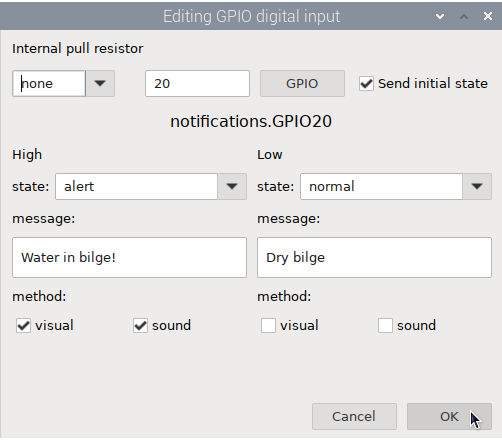 Editing GPIO digital input
Internal pull resistor
none 20 GPIO Send initial state
notifications.GPIO20
High Low
state: alert state: normal
message: message:
Water in bilge! Dry bilge
method: method:
visual sound visual sound
Cancel OK